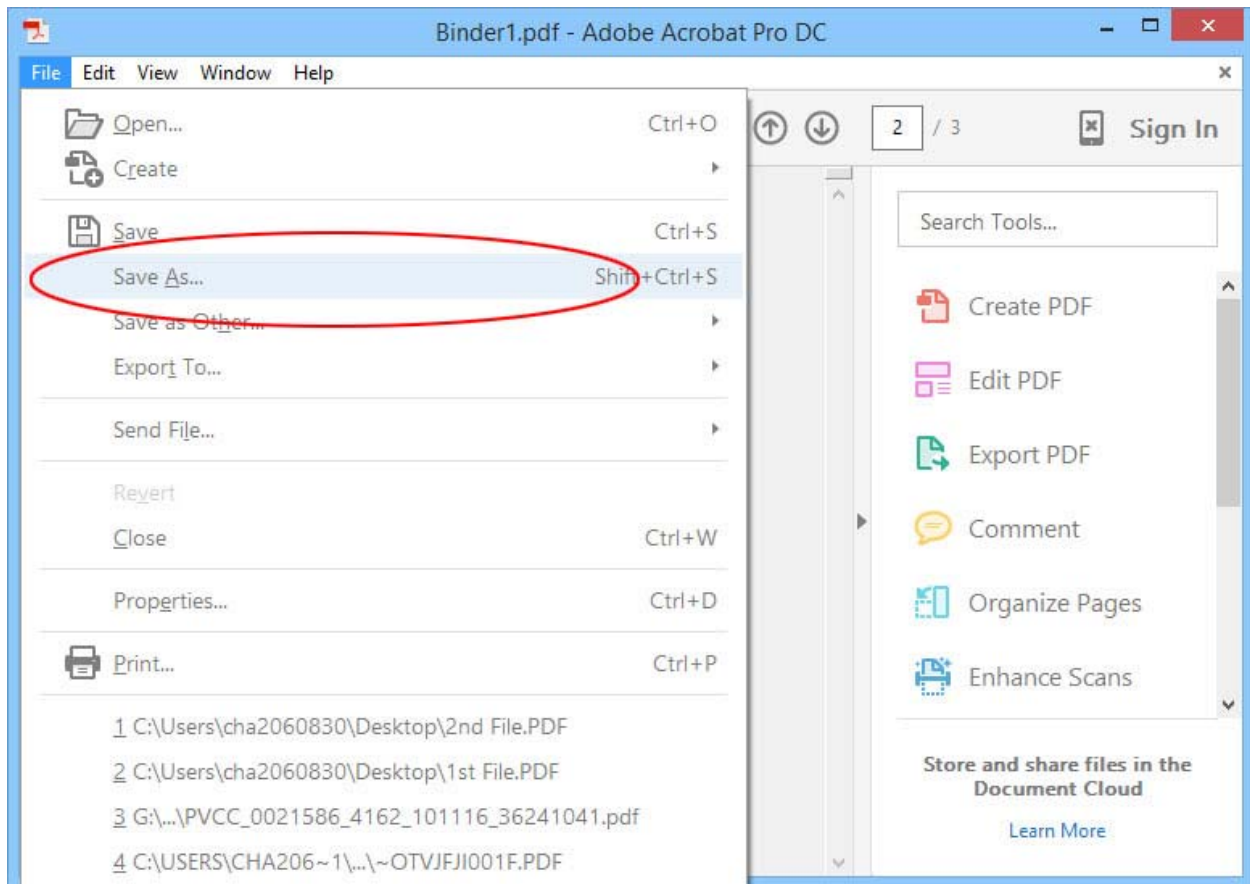 Binder1.pdf - Adobe Acrobat Pro DC
File Edit View Window Help
Open... Ctrl+O
Create
Save Ctrl+S
Save As... Shift+Ctrl+S
Save as Other...
Export To...
Send File...
Revert
Close Ctrl+W
Properties... Ctrl+D
Print... Ctrl+P
1 C:\Users\cha2060830\Desktop\2nd File.PDF
2 C:\Users\cha2060830\Desktop\1st File.PDF
3 G:\...\PVCC_0021586_4162_101116_36241041.pdf
4 C:\USERS\CHA206~1\...\~OTVJFJI001F.PDF
2 / 3 Sign In
Search Tools...
Create PDF
Edit PDF
Export PDF
Comment
Organize Pages
Enhance Scans
Store and share files in the
Document Cloud
Learn More